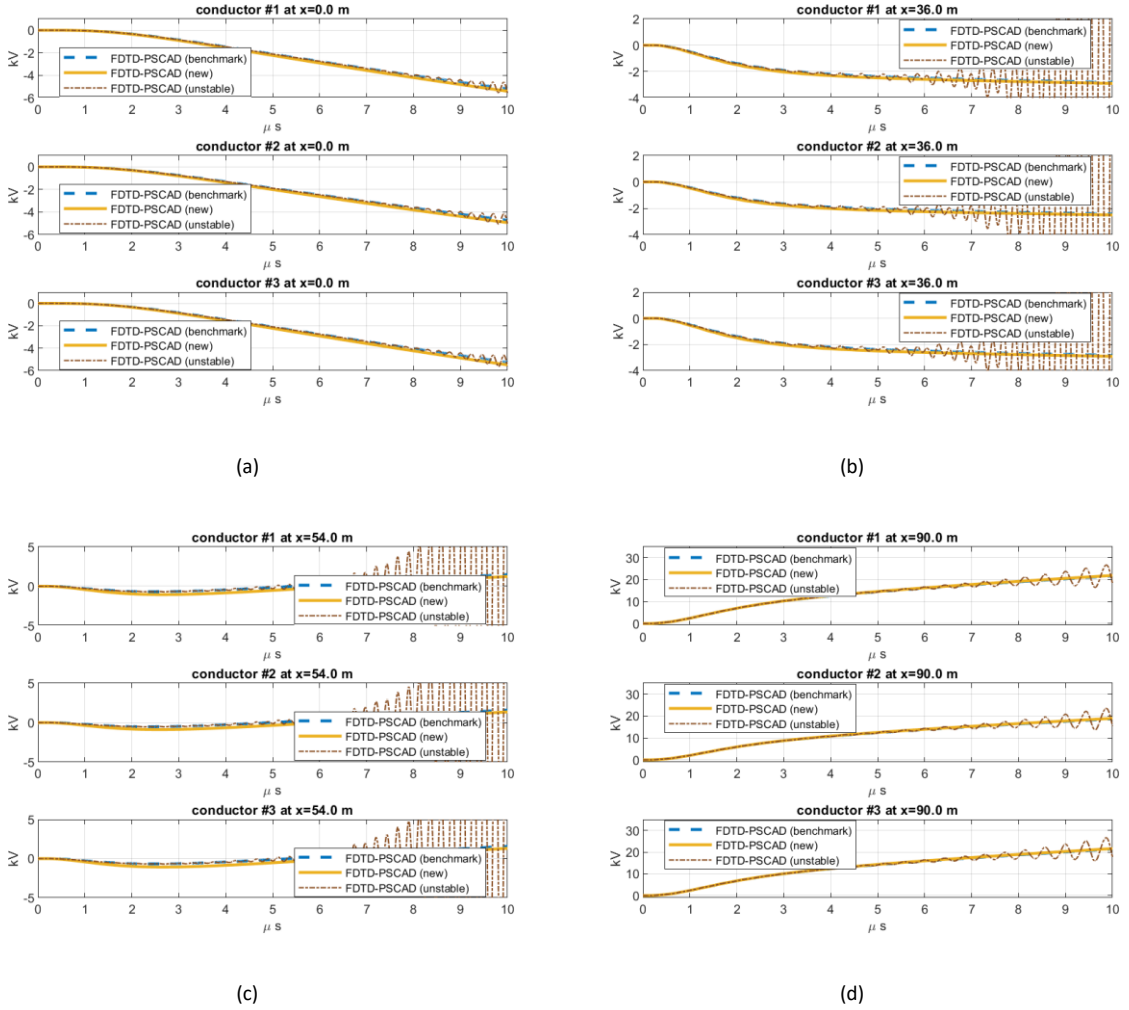 conductor #1 at x=0.0 m
kV
0
-2
-4
-6
FDTD-PSCAD (benchmark)
FDTD-PSCAD (new)
FDTD-PSCAD (unstable)
0 1 2 3 4 5 6 7 8 9 10
μ s
conductor #2 at x=0.0 m
kV
0
-2
-4
-6
FDTD-PSCAD (benchmark)
FDTD-PSCAD (new)
FDTD-PSCAD (unstable)
0 1 2 3 4 5 6 7 8 9 10
μ s
conductor #3 at x=0.0 m
kV
0
-2
-4
-6
FDTD-PSCAD (benchmark)
FDTD-PSCAD (new)
FDTD-PSCAD (unstable)
0 1 2 3 4 5 6 7 8 9 10
μ s
(a)
conductor #1 at x=36.0 m
kV
2
0
-2
-4
FDTD-PSCAD (benchmark)
FDTD-PSCAD (new)
FDTD-PSCAD (unstable)
0 1 2 3 4 5 6 7 8 9 10
μ s
conductor #2 at x=36.0 m
kV
2
0
-2
-4
FDTD-PSCAD (benchmark)
FDTD-PSCAD (new)
FDTD-PSCAD (unstable)
0 1 2 3 4 5 6 7 8 9 10
μ s
conductor #3 at x=36.0 m
kV
2
0
-2
-4
FDTD-PSCAD (benchmark)
FDTD-PSCAD (new)
FDTD-PSCAD (unstable)
0 1 2 3 4 5 6 7 8 9 10
μ s
(b)
conductor #1 at x=54.0 m
kV
5
0
-5
FDTD-PSCAD (benchmark)
FDTD-PSCAD (new)
FDTD-PSCAD (unstable)
0 1 2 3 4 5 6 7 8 9 10
μ s
conductor #2 at x=54.0 m
kV
5
0
-5
FDTD-PSCAD (benchmark)
FDTD-PSCAD (new)
FDTD-PSCAD (unstable)
0 1 2 3 4 5 6 7 8 9 10
μ s
conductor #3 at x=54.0 m
kV
5
0
-5
FDTD-PSCAD (benchmark)
FDTD-PSCAD (new)
FDTD-PSCAD (unstable)
0 1 2 3 4 5 6 7 8 9 10
μ s
(c)
conductor #1 at x=90.0 m
kV
30
20
10
0
FDTD-PSCAD (benchmark)
FDTD-PSCAD (new)
FDTD-PSCAD (unstable)
0 1 2 3 4 5 6 7 8 9 10
μ s
conductor #2 at x=90.0 m
kV
30
20
10
0
FDTD-PSCAD (benchmark)
FDTD-PSCAD (new)
FDTD-PSCAD (unstable)
0 1 2 3 4 5 6 7 8 9 10
μ s
conductor #3 at x=90.0 m
kV
30
20
10
0
FDTD-PSCAD (benchmark)
FDTD-PSCAD (new)
FDTD-PSCAD (unstable)
0 1 2 3 4 5 6 7 8 9 10
μ s
(d)